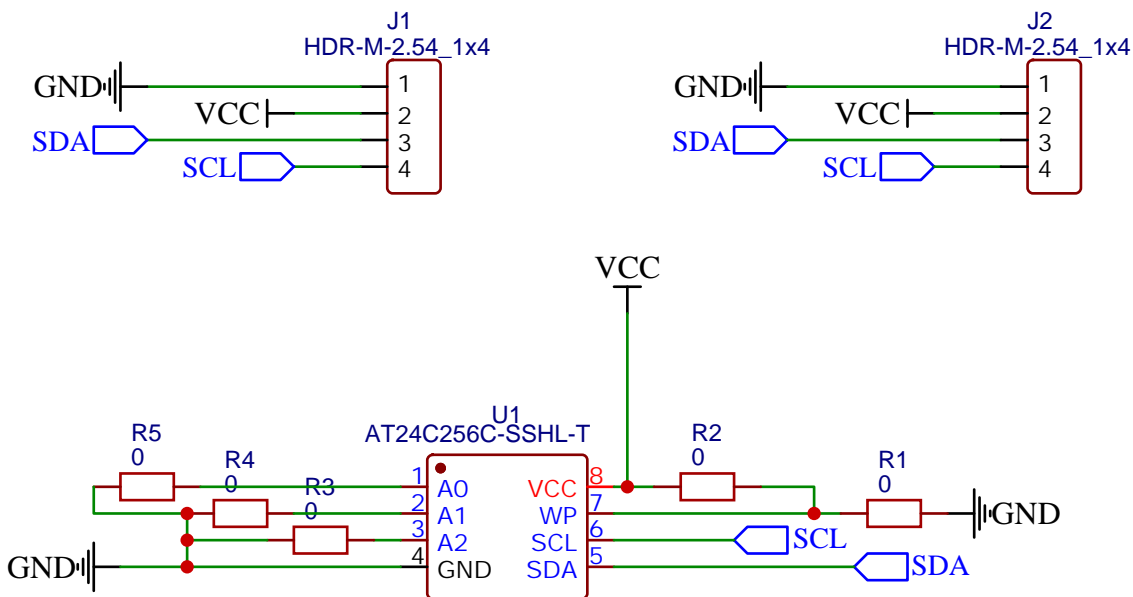 J1
HDR-M-2.54_1x4
GND
1
VCC
2
SDA
3
SCL
4
J2
HDR-M-2.54_1x4
GND
1
VCC
2
SDA
3
SCL
4
VCC
U1
AT24C256C-SSHL-T
R5
0
R4
0
R3
0
R2
0
R1
0
1 A0
2 A1
3 A2
4 GND
VCC 8
WP 7
SCL 6
SDA 5
GND
GND
SCL
SDA